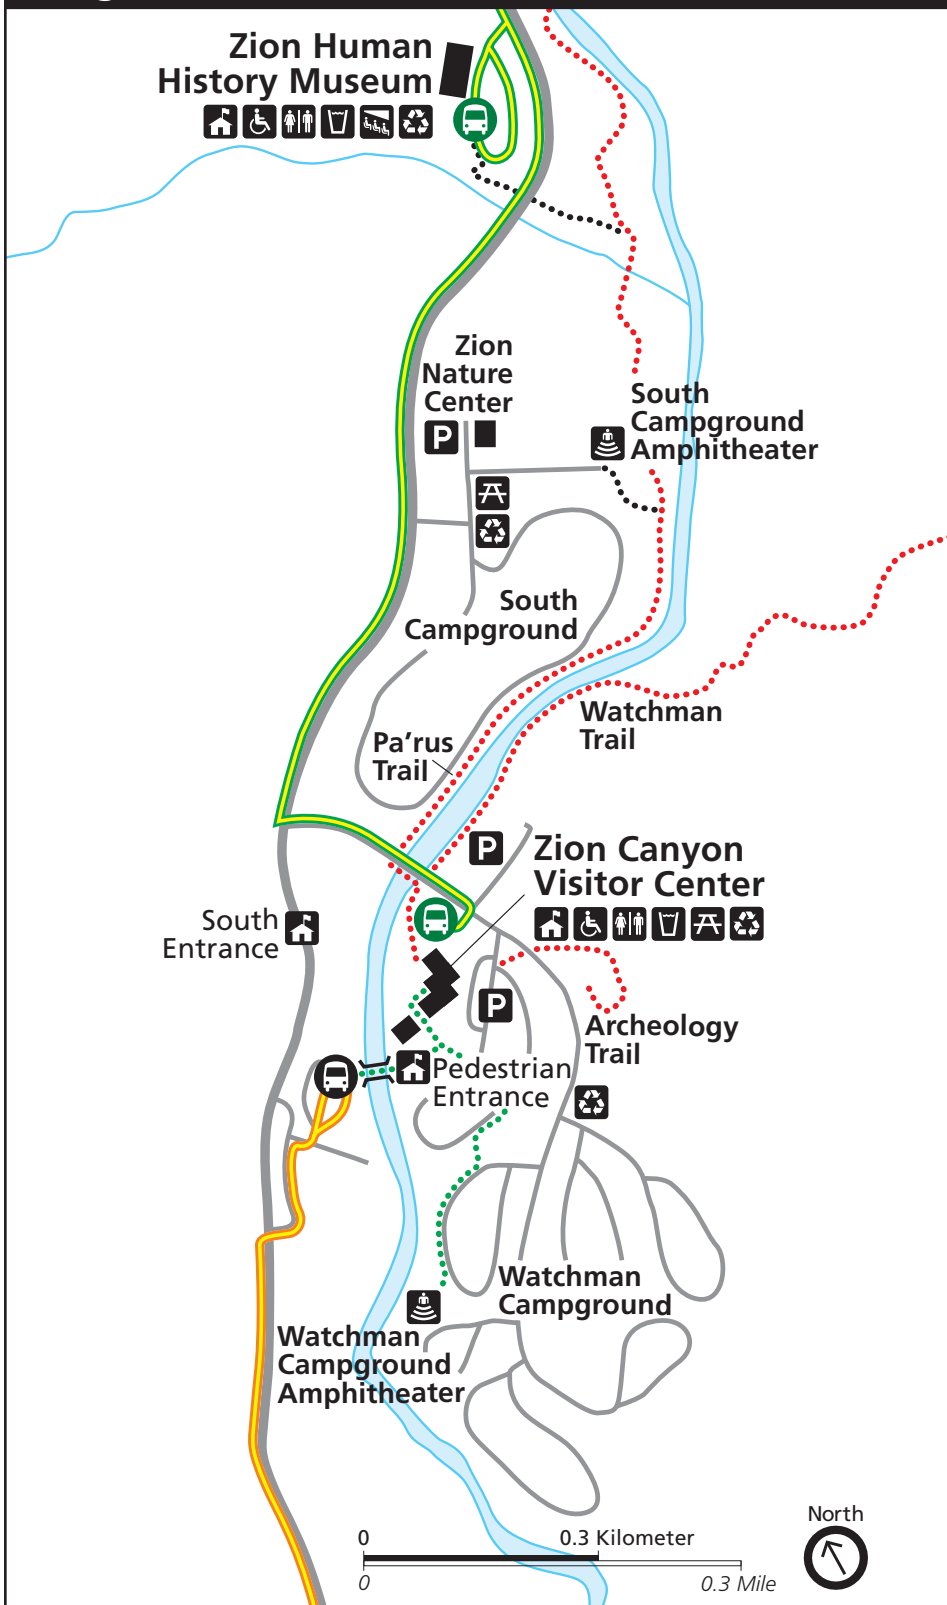 Zion Human
History Museum
Zion
Nature
Center
P
South
Campground
Amphitheater
South
Campground
Watchman
Trail
Pa'rus
Trail
P
Zion Canyon
Visitor Center
South
Entrance
P
Archeology
Trail
Pedestrian
Entrance
Watchman
Campground
Watchman
Campground
Amphitheater
North
0
0.3 Kilometer
0
0.3 Mile